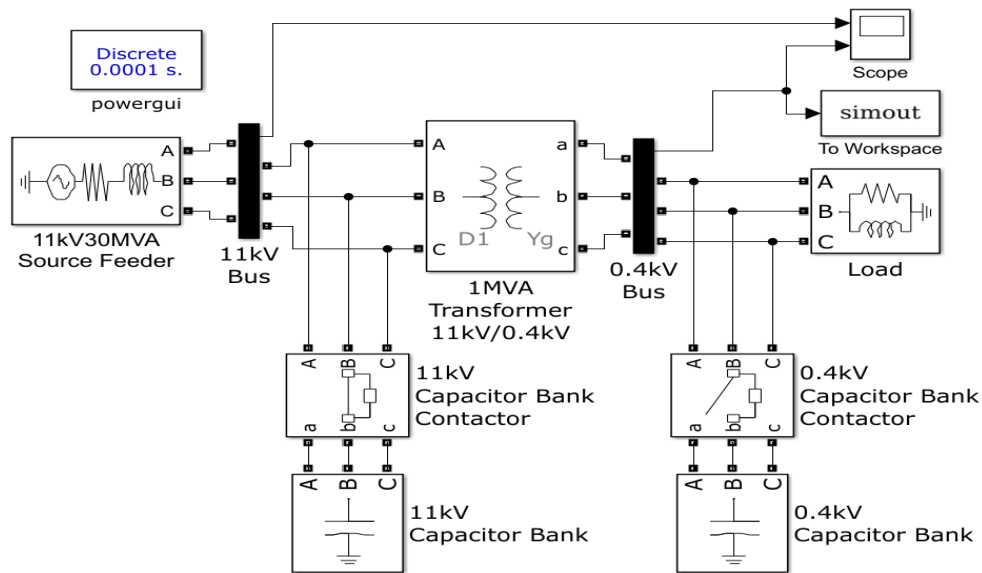 Discrete
0.0001 s.
powergui
Scope
simout
To Workspace
A
B
C
11kV30MVA
Source Feeder
11kV
Bus
A
B
C
D1
Yg
a
b
c
1MVA
Transformer
11kV/0.4kV
0.4kV
Bus
A
B
C
Load
A
B
C
a
b
c
11kV
Capacitor Bank
Contactor
A
B
C
11kV
Capacitor Bank
A
B
C
a
b
c
0.4kV
Capacitor Bank
Contactor
A
B
C
0.4kV
Capacitor Bank